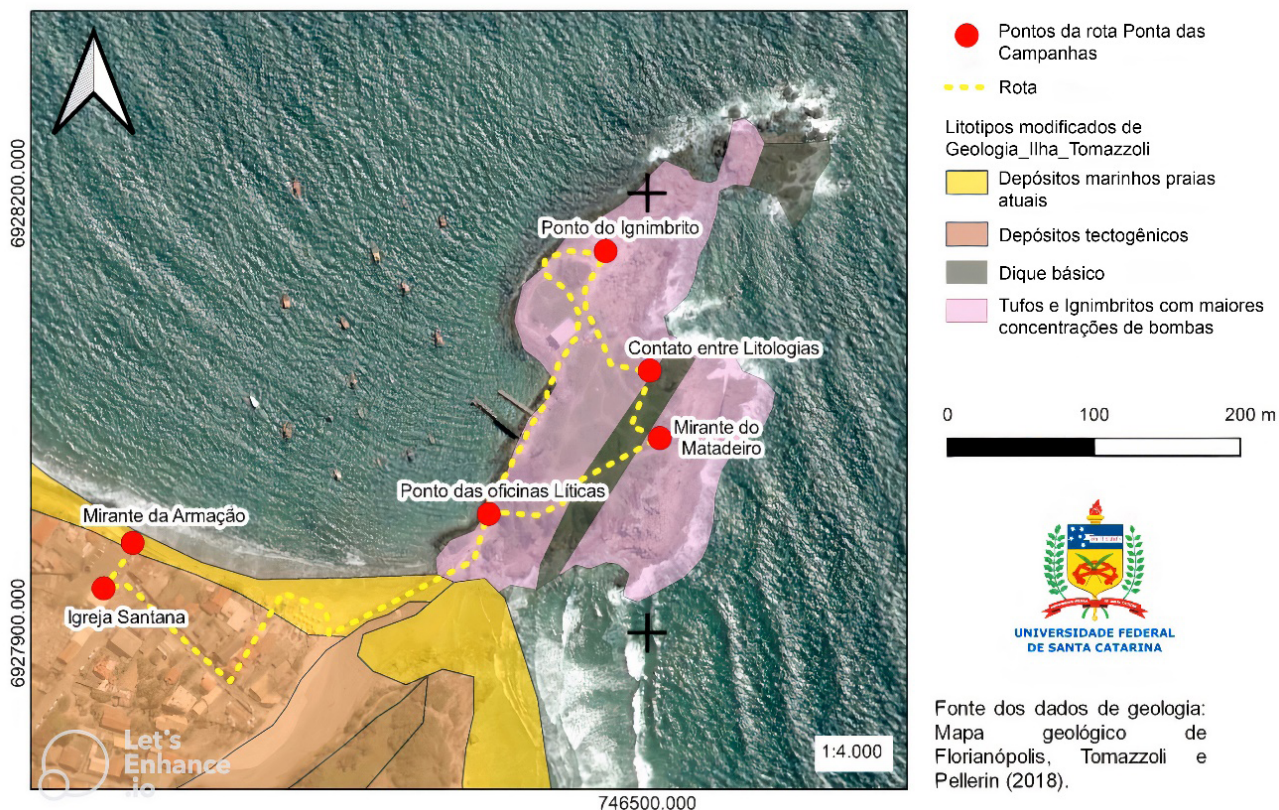 Pontos da rota Ponta das
Campanhas
Rota
Litotipos modificados de
Geologia_Ilha_Tomazzoli
Depósitos marinhos praias
atuais
Depósitos tectogênicos
Dique básico
Tufos e Ignimbritos com maiores
concentrações de bombas
0 100 200 m
UNIVERSIDADE FEDERAL
DE SANTA CATARINA
Fonte dos dados de geologia:
Mapa geológico de
Florianópolis, Tomazzoli e
Pellerin (2018).
6928200.000
6927900.000
746500.000
Ponto do Ignimbrito
Contato entre Litologias
Mirante do
Matadeiro
Ponto das oficinas Líticas
Mirante da Armação
Igreja Santana
1:4.000
Let's
Enhance
.io